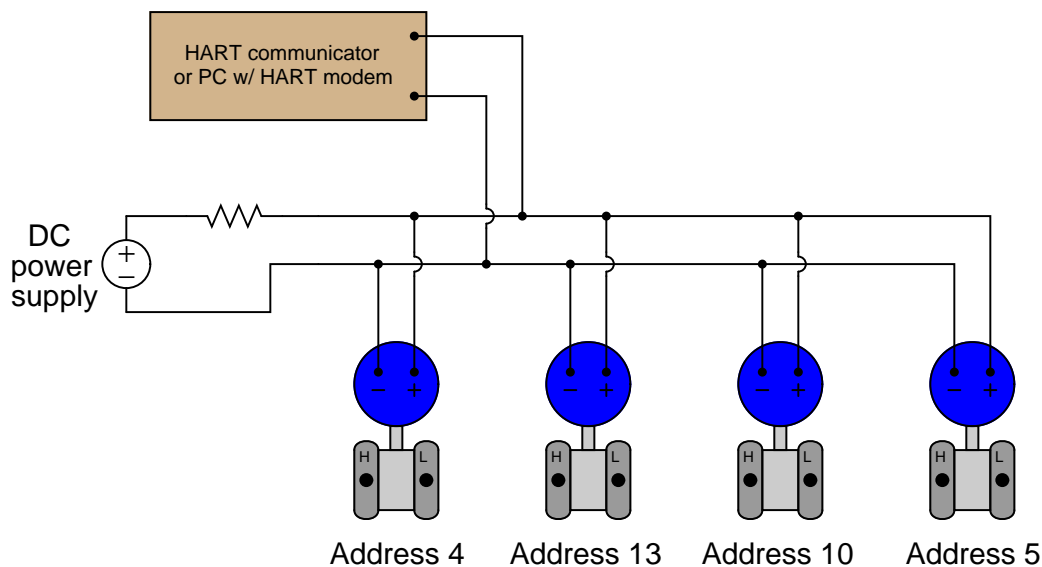 HART communicator
or PC w/ HART modem
DC
power
supply
+
−
− +
− +
− +
− +
H L
H L
H L
H L
Address 4 Address 13 Address 10 Address 5